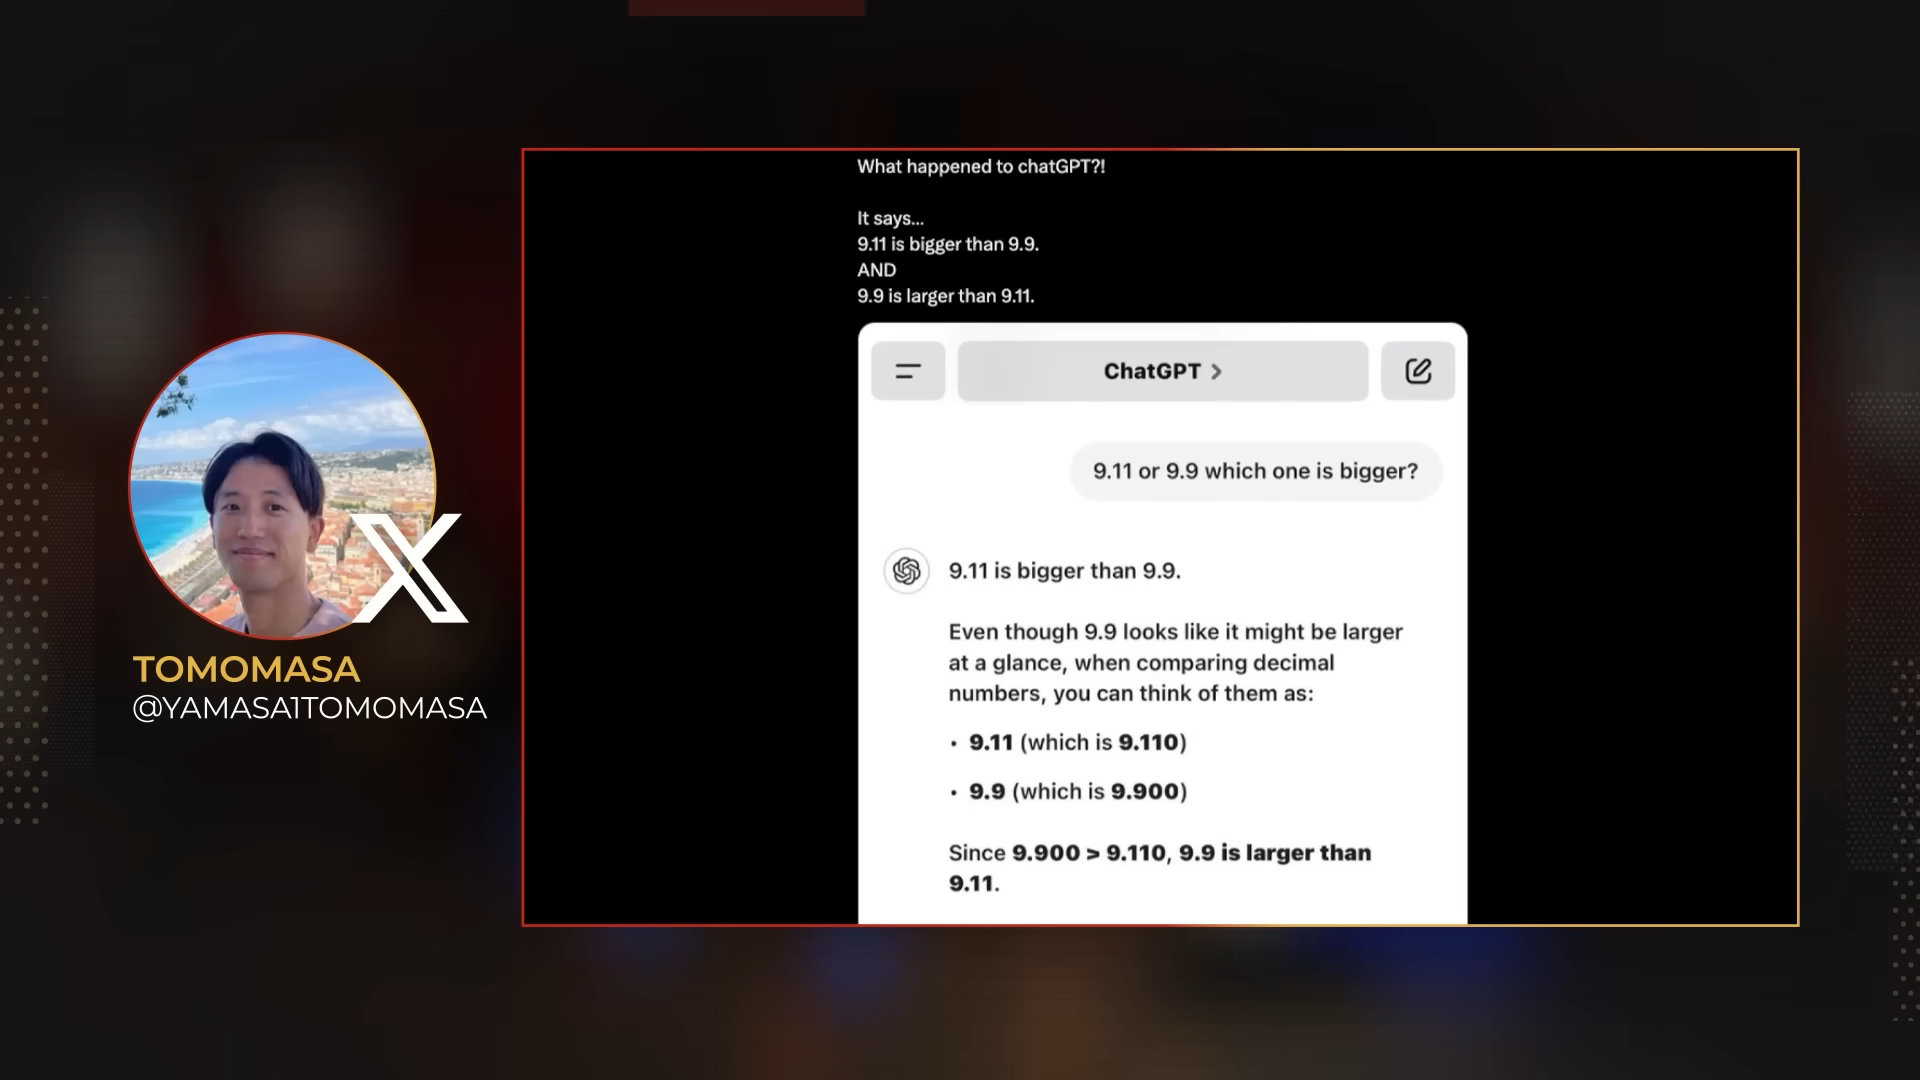 What happened to chatGPT?!
It says...
9.11 is bigger than 9.9.
AND
9.9 is larger than 9.11.
ChatGPT >
9.11 or 9.9 which one is bigger?
9.11 is bigger than 9.9.
Even though 9.9 looks like it might be larger
at a glance, when comparing decimal
numbers, you can think of them as:
• 9.11 (which is 9.110)
• 9.9 (which is 9.900)
Since 9.900 > 9.110, 9.9 is larger than
9.11.
X
TOMOMASA
@YAMASA1TOMOMASA